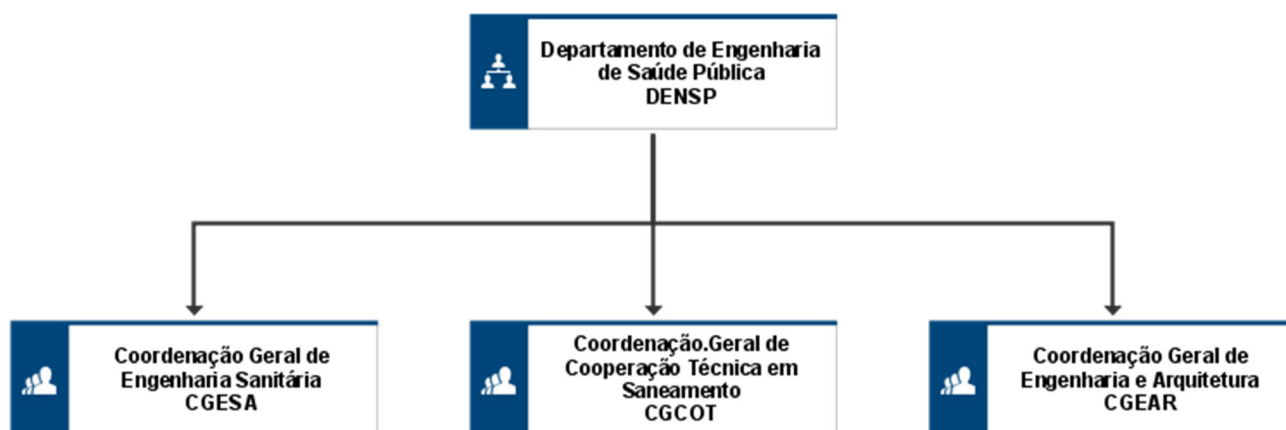 Departamento de Engenharia
de Saúde Pública
DENSP
Coordenação Geral de
Engenharia Sanitária
CGESA
Coordenação.Geral de
Cooperação Técnica em
Saneamento
CGCOT
Coordenação Geral de
Engenharia e Arquitetura
CGEAR